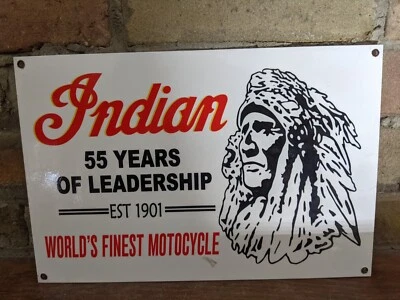 Indian
55 YEARS
OF LEADERSHIP
EST 1901
WORLD'S FINEST MOTOCYCLE